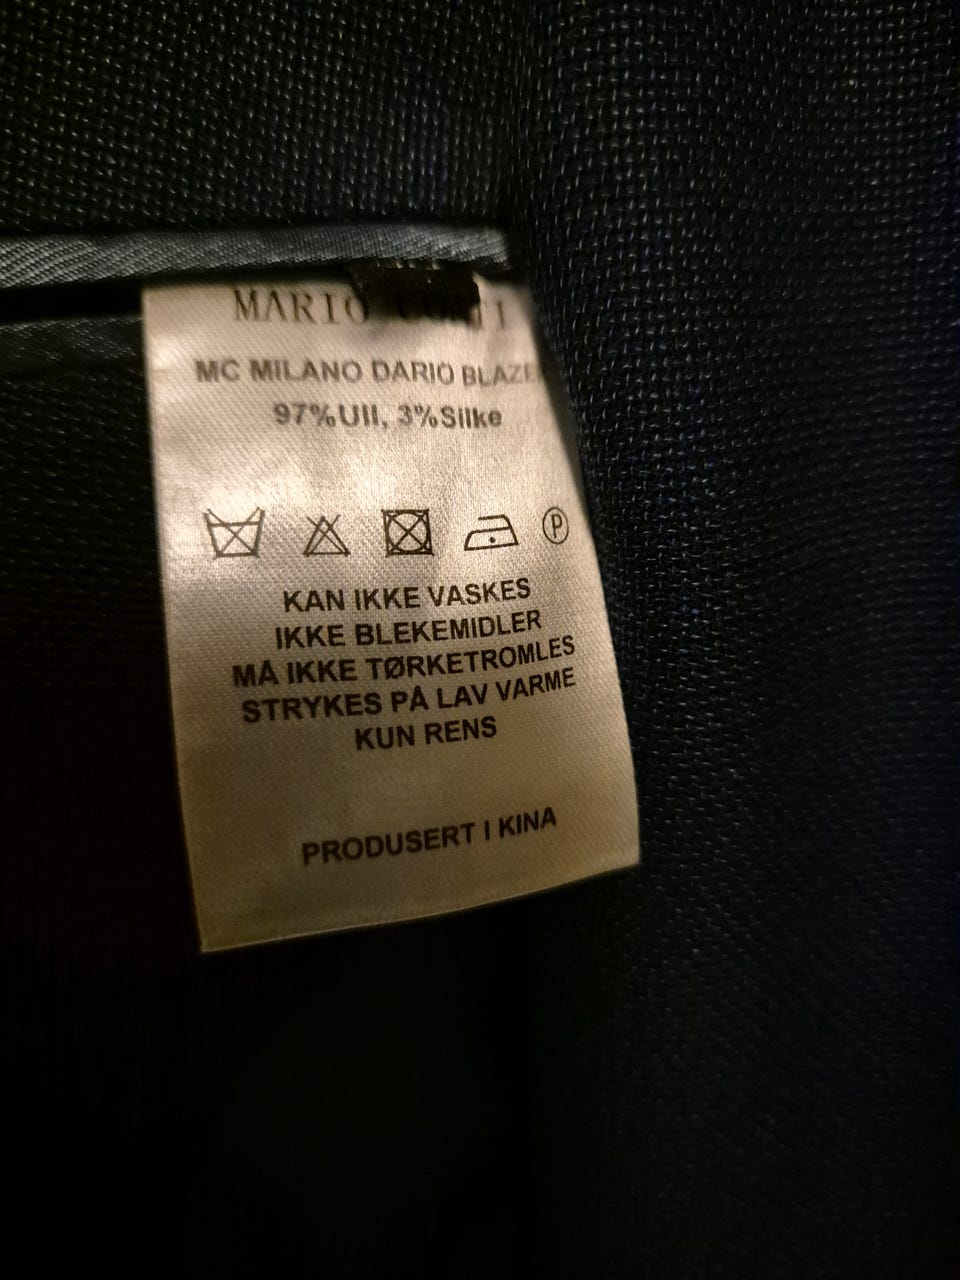 MARIO
MC MILANO DARIO BLAZE
97%Ull, 3%Silke
P
KAN IKKE VASKES
IKKE BLEKEMIDLER
MÅ IKKE TØRKETROMLES
STRYKES PÅ LAV VARME
KUN RENS
PRODUSERT I KINA